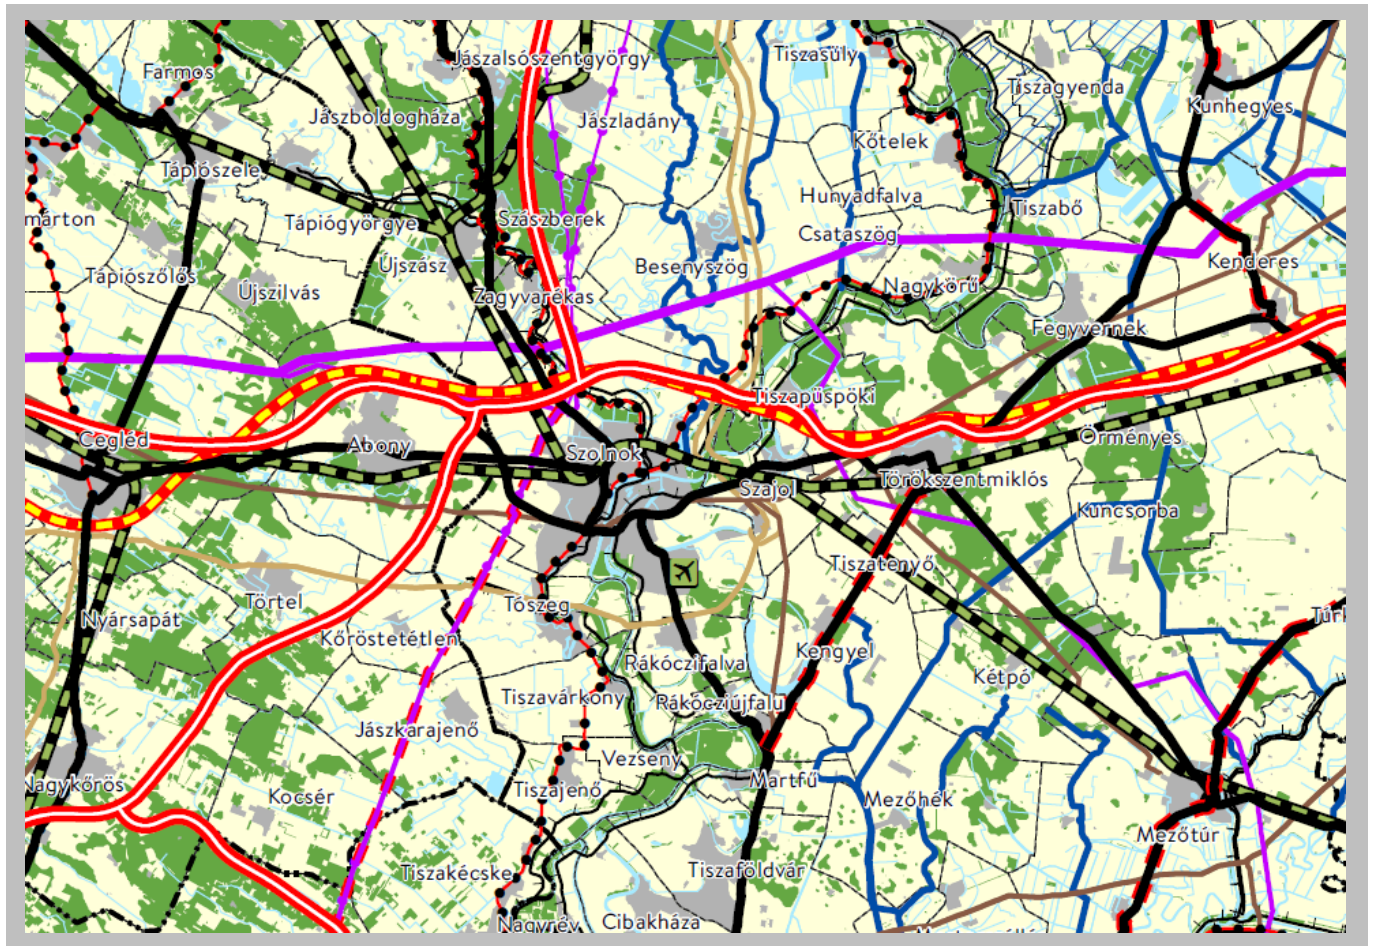 Jászalsószentgyörgy
Tiszasüly
Farmos
Tiszagyenda
Kunhegyes
Jászboldogháza
Jászladány
Kőtelek
Tápiószele
Hunyadfalva
Tiszabő
márton
Tápiógyörgye
Szászberek
Csataszög
Újszász
Besenyszög
Kenderes
Tápiószőlős
Újszilvás
Zagyvarékas
Nagykörű
Fegyvernek
Tiszapüspöki
Cegléd
Abony
Szolnok
Örményes
Szajol
Törökszentmiklós
Kuncsorba
Tiszatenyő
Törtel
Tószeg
Nyársapát
Kőröstetétlen
Túrk
Kengyel
Rákóczifalva
Kétpó
Tiszavárkony
Rákócziújfalu
Jászkarajenő
Vezseny
Nagykőrös
Kocsér
Tiszajenő
Martfű
Mezőhék
Mezőtúr
Tiszakécske
Tiszaföldvár
Nagyrév
Cibakháza